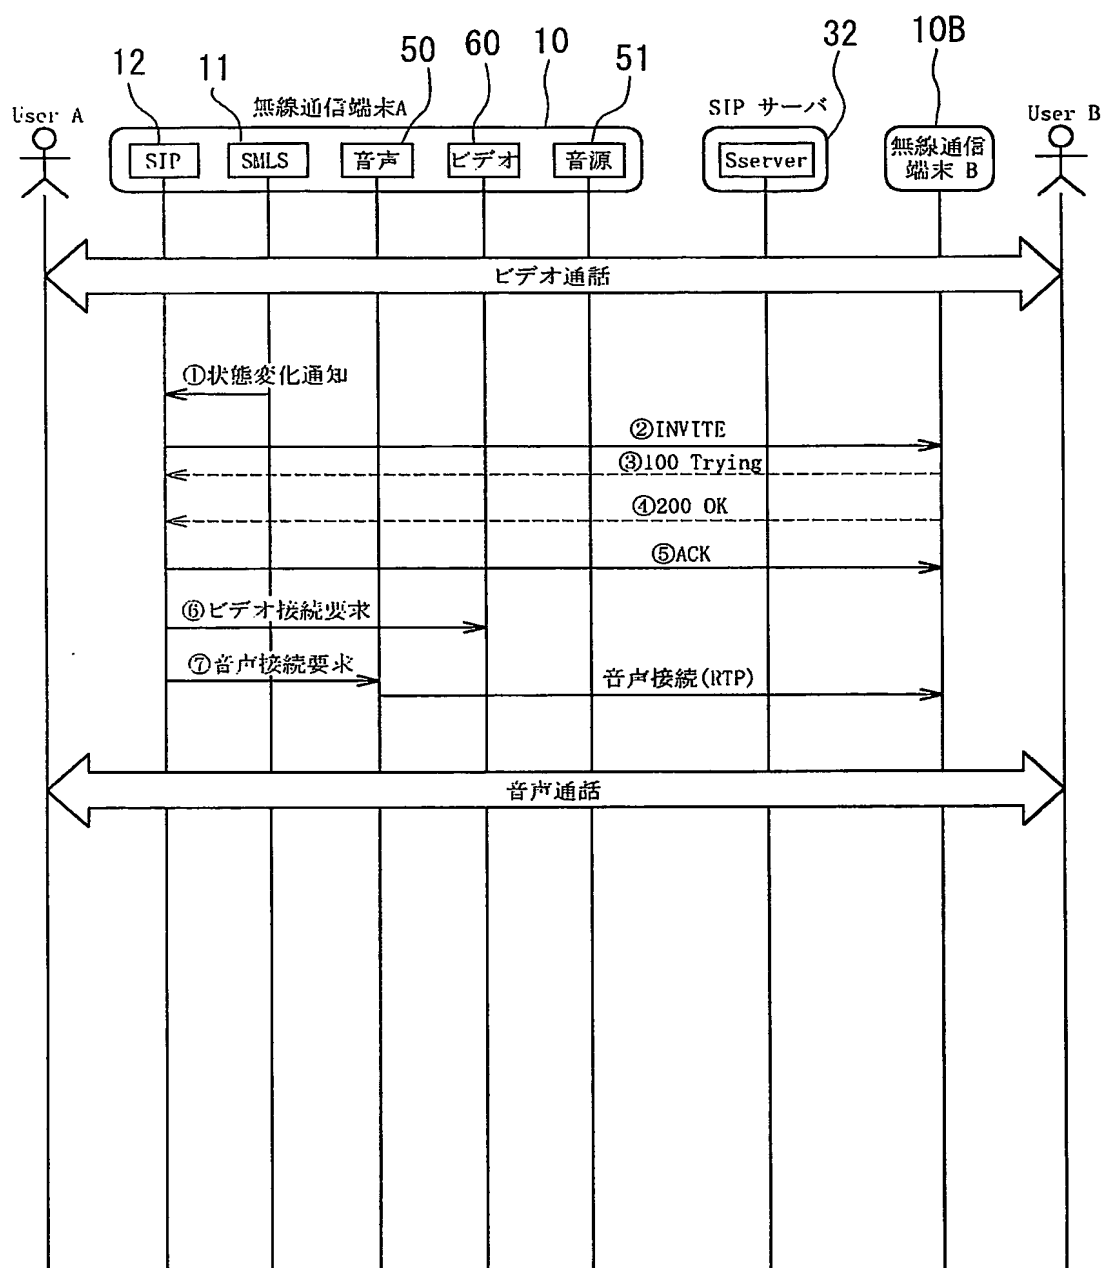 12
11
50
60
10
51
32
10B
User A
無線通信端末A
SIP サーバ
User B
SIP
SMLS
音声
ビデオ
音源
Sserver
無線通信
端末 B
ビデオ通話
①状態変化通知
②INVITE
③100 Trying
④200 OK
⑤ACK
⑥ビデオ接続要求
⑦音声接続要求
音声接続(RTP)
音声通話